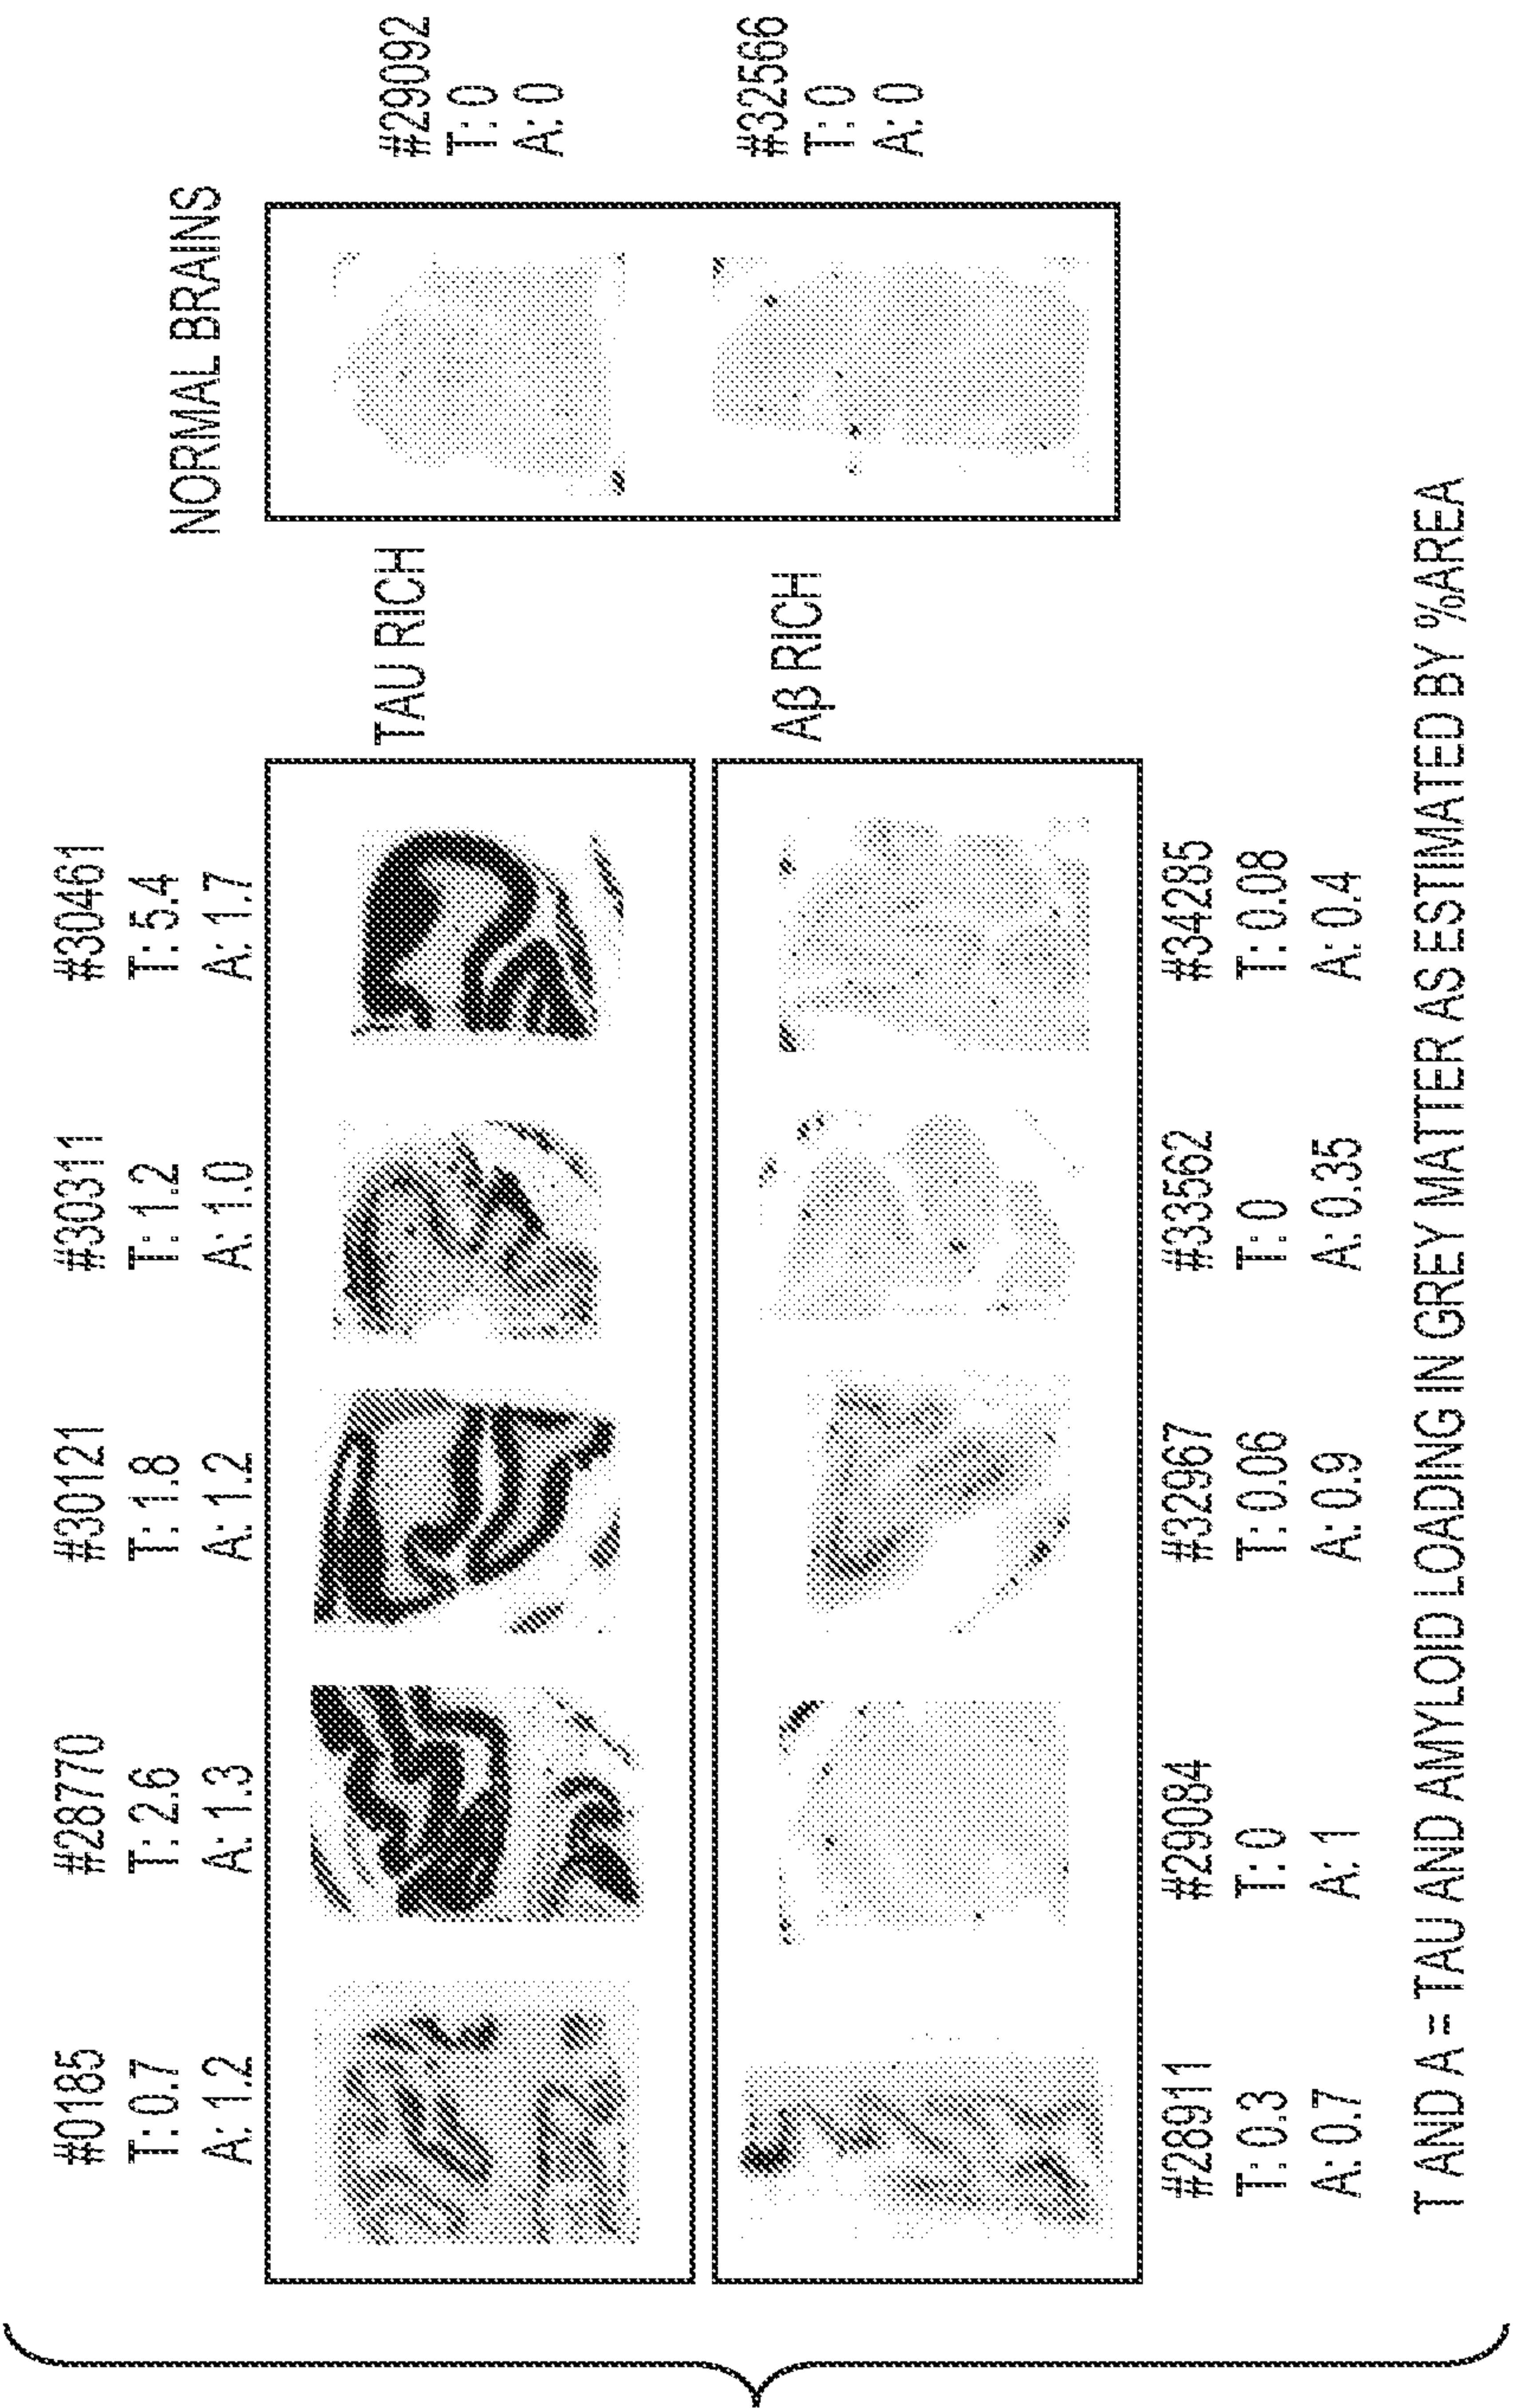 #0185
T: 0.7
A: 1.2
#28770
T: 2.6
A: 1.3
#30121
T: 1.8
A: 1.2
#30311
T: 1.2
A: 1.0
#30461
T: 5.4
A: 1.7
NORMAL BRAINS
TAU RICH
#29092
T: 0
A: 0
Aβ RICH
#32566
T: 0
A: 0
#28911
T: 0.3
A: 0.7
#29084
T: 0
A: 1
#32967
T: 0.06
A: 0.9
#33562
T: 0
A: 0.35
#34285
T: 0.08
A: 0.4
T AND A = TAU AND AMYLOID LOADING IN GREY MATTER AS ESTIMATED BY %AREA